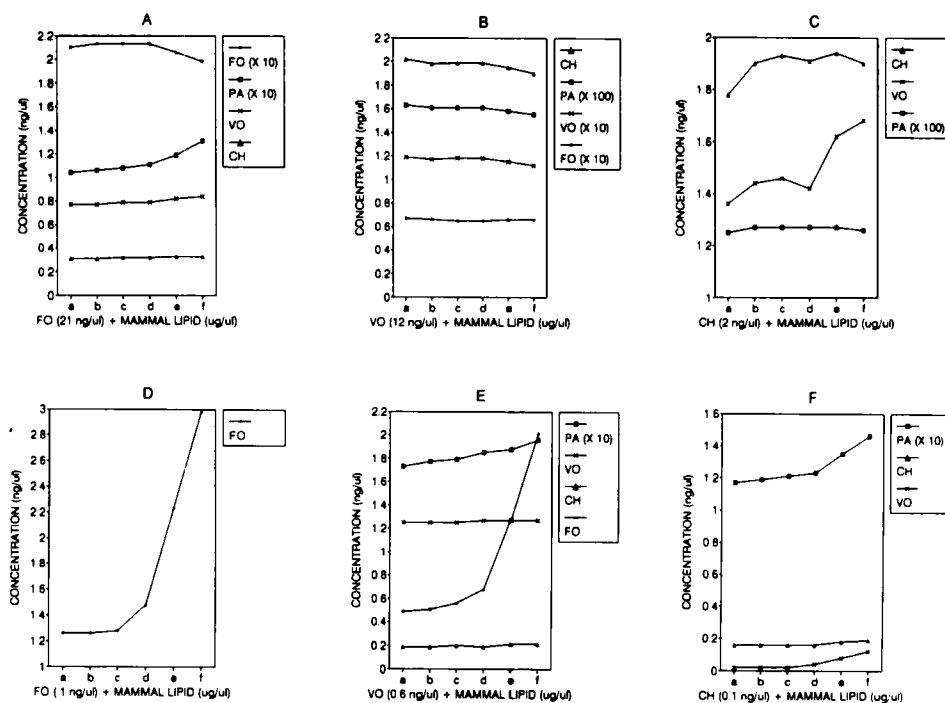 A
CONCENTRATION (ng/ul)
2.2
2
1.8
1.6
1.4
1.2
1
0.8
0.6
0.4
0.2
0
a b c d e f
FO (21 ng/ul) + MAMMAL LIPID (ug/ul)
FO (X 10)
PA (X 10)
VO
CH
B
CONCENTRATION (ng/ul)
2.2
2
1.8
1.6
1.4
1.2
1
0.8
0.6
0.4
0.2
0
a b c d e f
VO (12 ng/ul) + MAMMAL LIPID (ug/ul)
CH
PA (X 100)
VO (X 10)
FO (X 10)
C
CONCENTRATION (ng/ul)
2
1.8
1.6
1.4
1.2
1
a b c d e f
CH (2 ng/ul) + MAMMAL LIPID (ug/ul)
CH
VO
PA (X 100)
D
CONCENTRATION (ng/ul)
3
2.8
2.6
2.4
2.2
2
1.8
1.6
1.4
1.2
1
a b c d e f
FO (1 ng/ul) + MAMMAL LIPID (ug/ul)
FO
E
CONCENTRATION (ng/ul)
2.2
2
1.8
1.6
1.4
1.2
1
0.8
0.6
0.4
0.2
0
a b c d e f
VO (0.6 ng/ul) + MAMMAL LIPID (ug/ul)
PA (X 10)
VO
CH
FO
F
CONCENTRATION (ng/ul)
1.6
1.4
1.2
1
0.8
0.6
0.4
0.2
0
a b c d e f
CH (0.1 ng/ul) + MAMMAL LIPID (ug/ul)
PA (X 10)
CH
VO